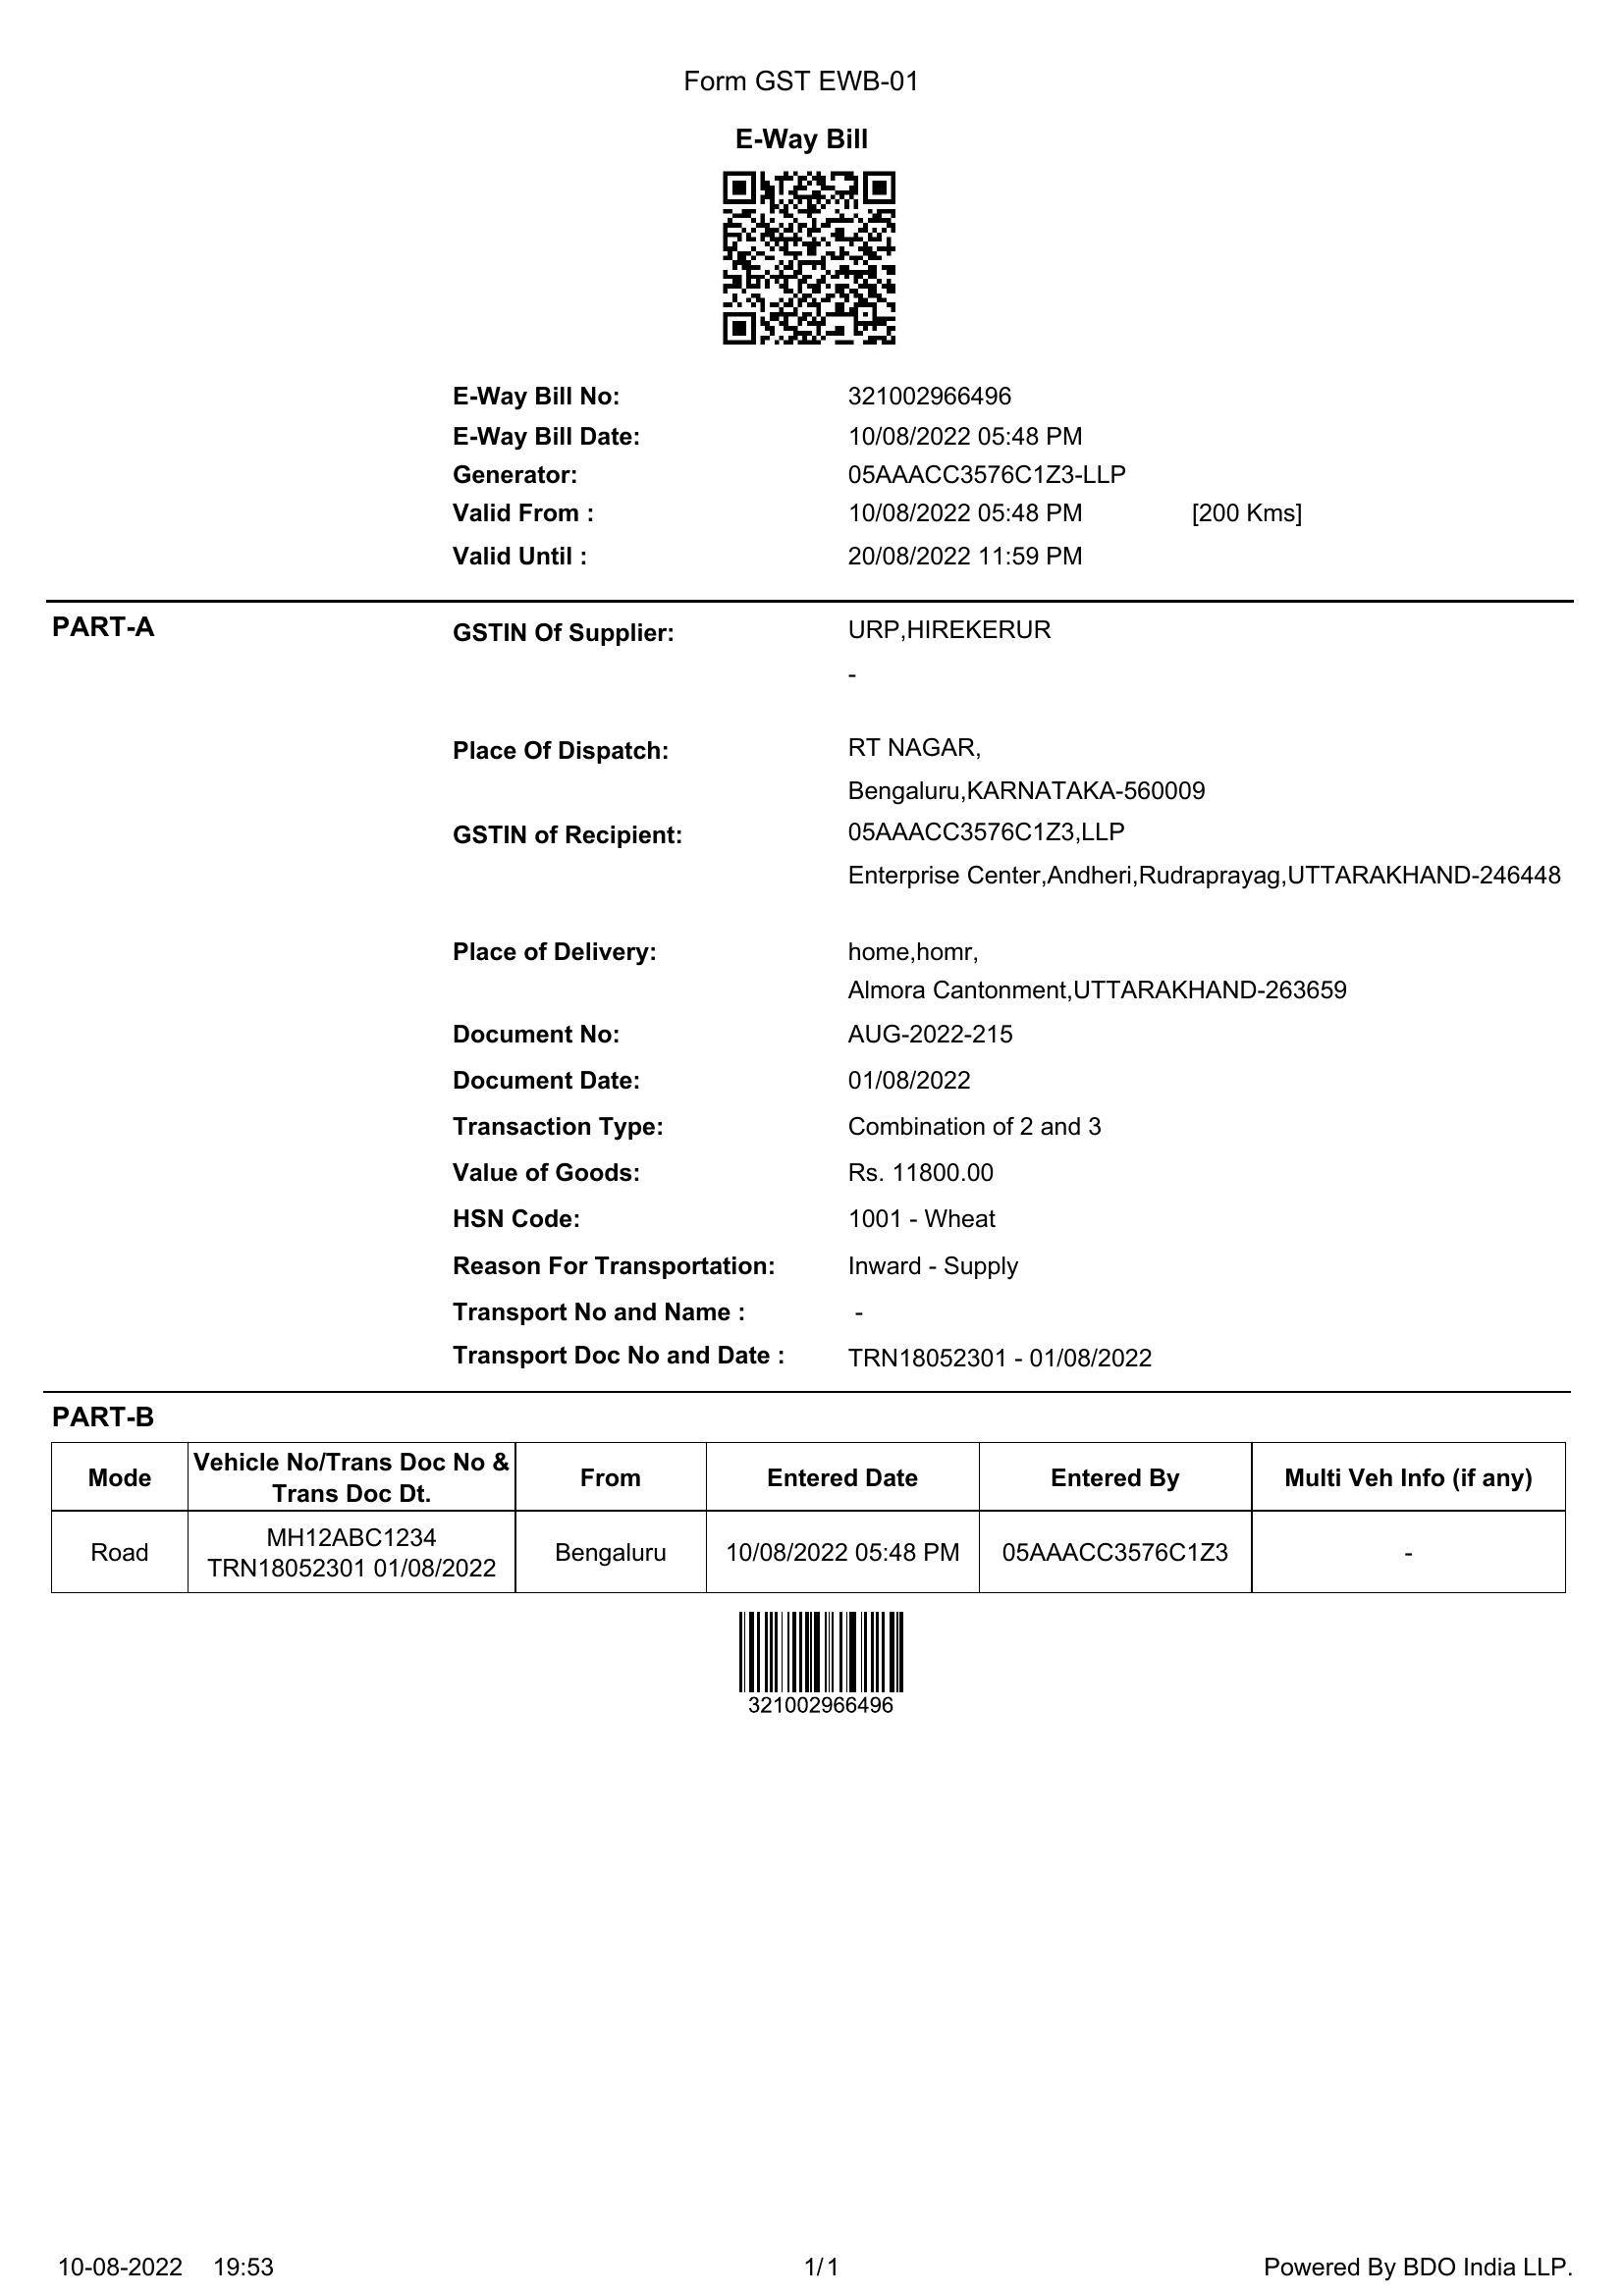 Form GST EWB-01
E-Way Bill
E-Way Bill No: 321002966496
E-Way Bill Date: 10/08/2022 05:48 PM
Generator: 05AAACC3576C1Z3-LLP
Valid From : 10/08/2022 05:48 PM [200 Kms]
Valid Until : 20/08/2022 11:59 PM
PART-A
GSTIN Of Supplier: URP,HIREKERUR
-
Place Of Dispatch: RT NAGAR,
Bengaluru,KARNATAKA-560009
GSTIN of Recipient: 05AAACC3576C1Z3,LLP
Enterprise Center,Andheri,Rudraprayag,UTTARAKHAND-246448
Place of Delivery: home,homr,
Almora Cantonment,UTTARAKHAND-263659
Document No: AUG-2022-215
Document Date: 01/08/2022
Transaction Type: Combination of 2 and 3
Value of Goods: Rs. 11800.00
HSN Code: 1001 - Wheat
Reason For Transportation: Inward - Supply
Transport No and Name : -
Transport Doc No and Date : TRN18052301 - 01/08/2022
PART-B
Mode Vehicle No/Trans Doc No & Trans Doc Dt. From Entered Date Entered By Multi Veh Info (if any)
Road MH12ABC1234 TRN18052301 01/08/2022 Bengaluru 10/08/2022 05:48 PM 05AAACC3576C1Z3 -
321002966496
10-08-2022 19:53 1/1 Powered By BDO India LLP.